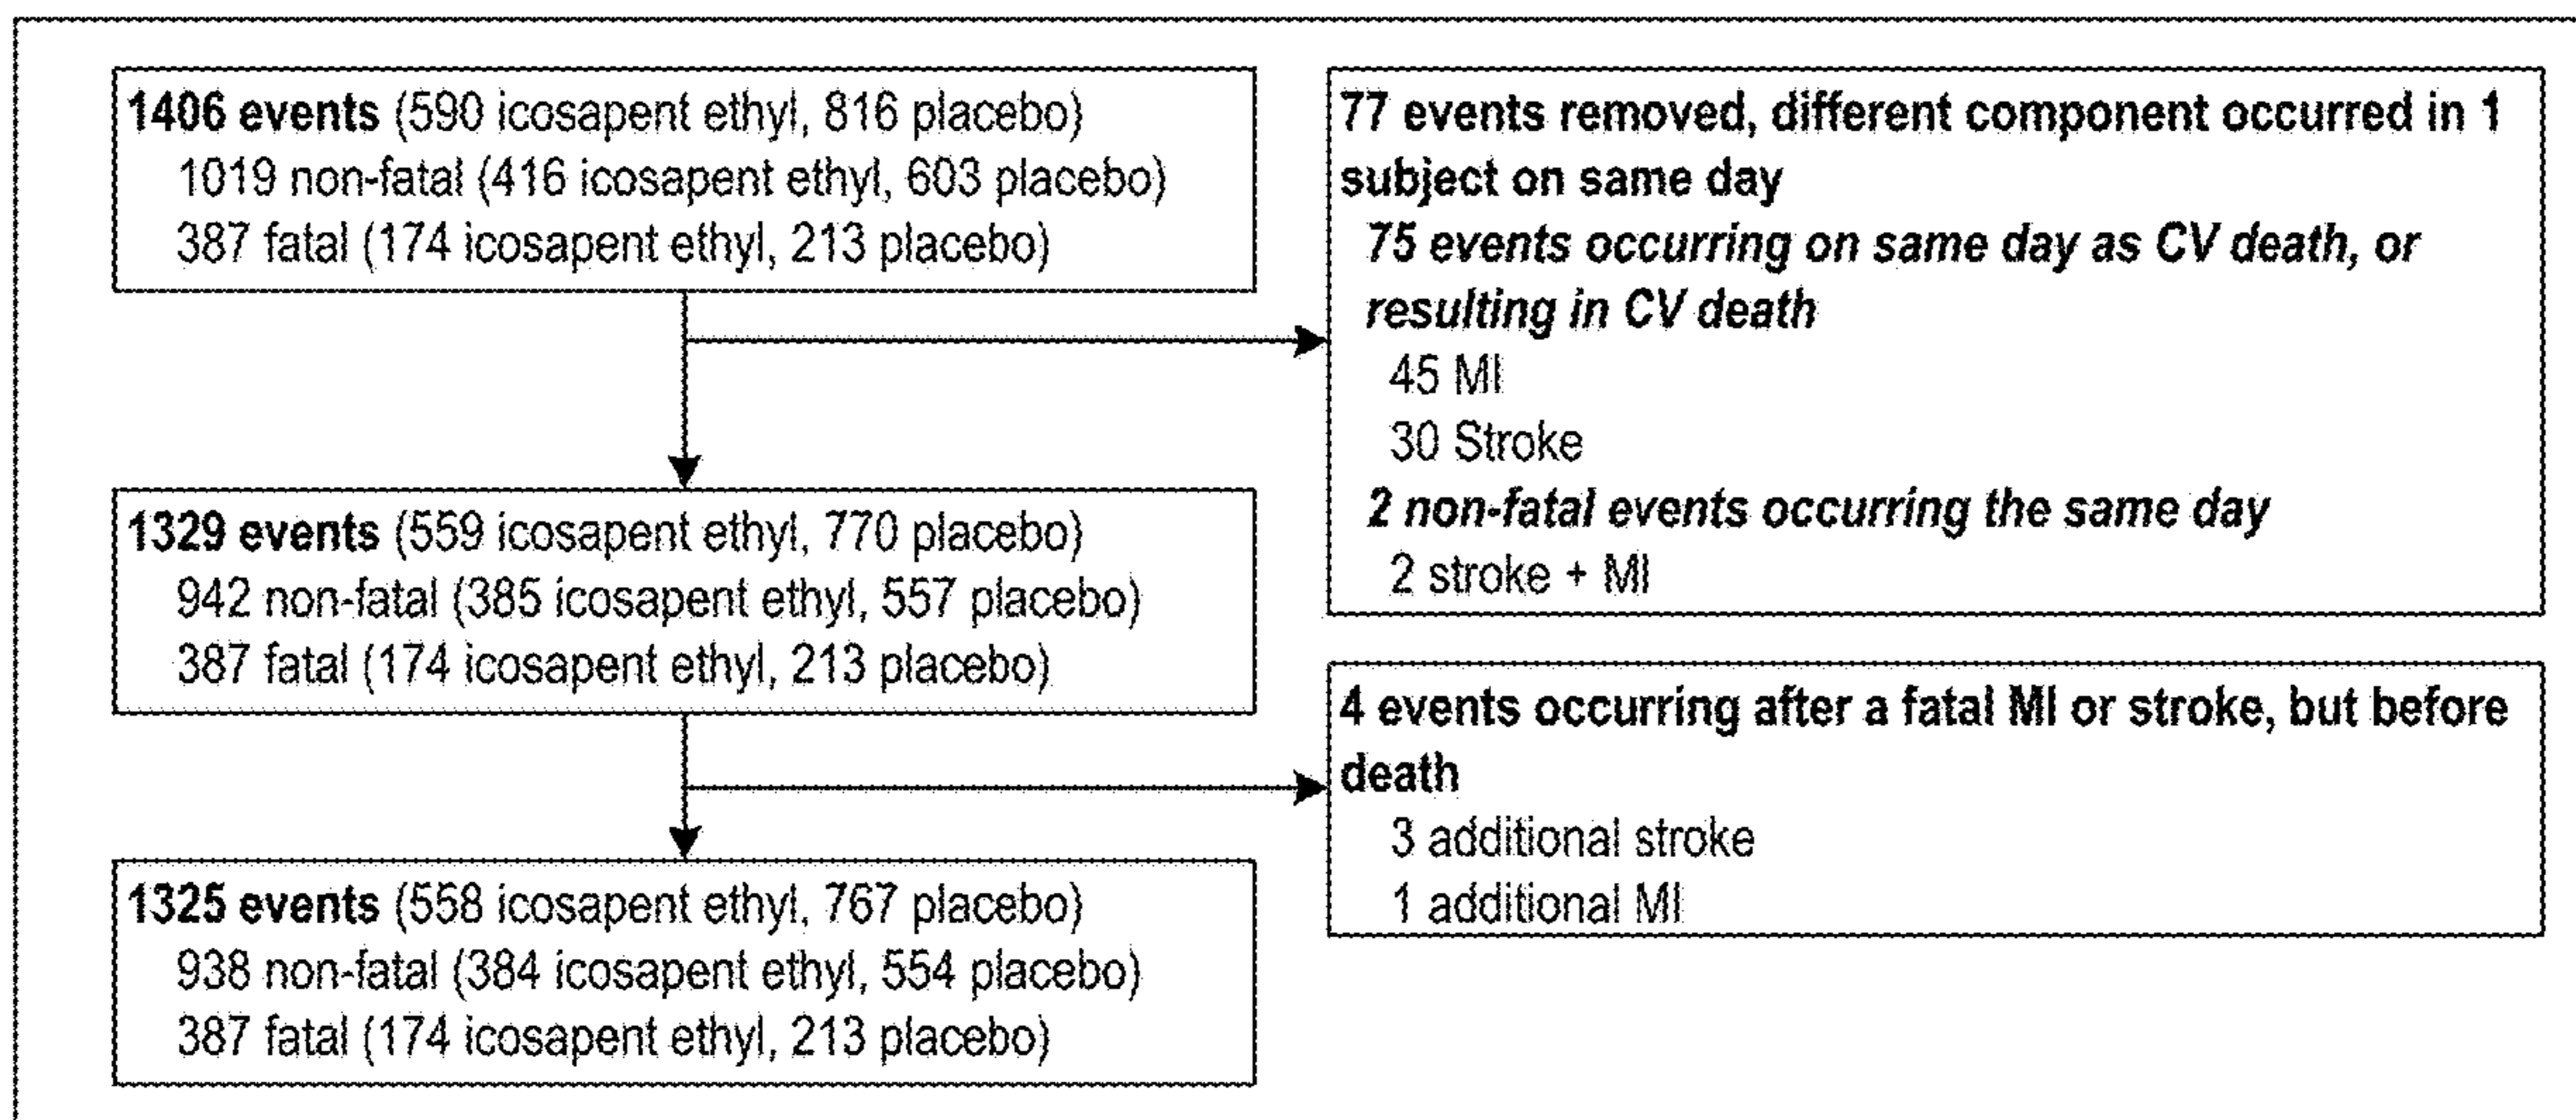 1406 events (590 icosapent ethyl, 816 placebo)
1019 non-fatal (416 icosapent ethyl, 603 placebo)
387 fatal (174 icosapent ethyl, 213 placebo)
77 events removed, different component occurred in 1
subject on same day
75 events occurring on same day as CV death, or
resulting in CV death
45 MI
30 Stroke
2 non-fatal events occurring the same day
2 stroke + MI
1329 events (559 icosapent ethyl, 770 placebo)
942 non-fatal (385 icosapent ethyl, 557 placebo)
387 fatal (174 icosapent ethyl, 213 placebo)
4 events occurring after a fatal MI or stroke, but before
death
3 additional stroke
1 additional MI
1325 events (558 icosapent ethyl, 767 placebo)
938 non-fatal (384 icosapent ethyl, 554 placebo)
387 fatal (174 icosapent ethyl, 213 placebo)